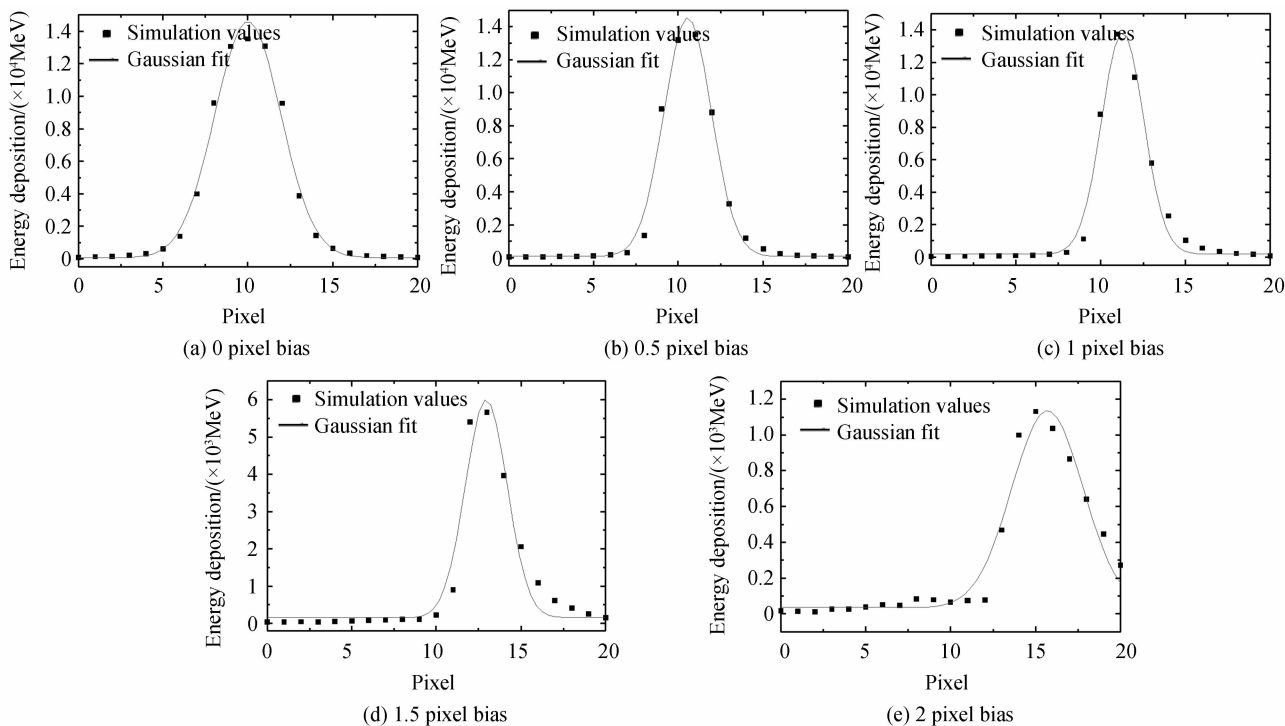 1.4
1.2
1.0
0.8
0.6
0.4
0.2
0
Energy deposition/(×10⁴MeV)
Simulation values
Gaussian fit
0 5 10 15 20
Pixel
(a) 0 pixel bias
1.4
1.2
1.0
0.8
0.6
0.4
0.2
0
Energy deposition/(×10⁴MeV)
Simulation values
Gaussian fit
0 5 10 15 20
Pixel
(b) 0.5 pixel bias
1.4
1.2
1.0
0.8
0.6
0.4
0.2
0
Energy deposition/(×10⁴MeV)
Simulation values
Gaussian fit
0 5 10 15 20
Pixel
(c) 1 pixel bias
6
5
4
3
2
1
0
Energy deposition/(×10³MeV)
Simulation values
Gaussian fit
0 5 10 15 20
Pixel
(d) 1.5 pixel bias
1.2
1.0
0.8
0.6
0.4
0.2
0
Energy deposition/(×10³MeV)
Simulation values
Gaussian fit
0 5 10 15 20
Pixel
(e) 2 pixel bias